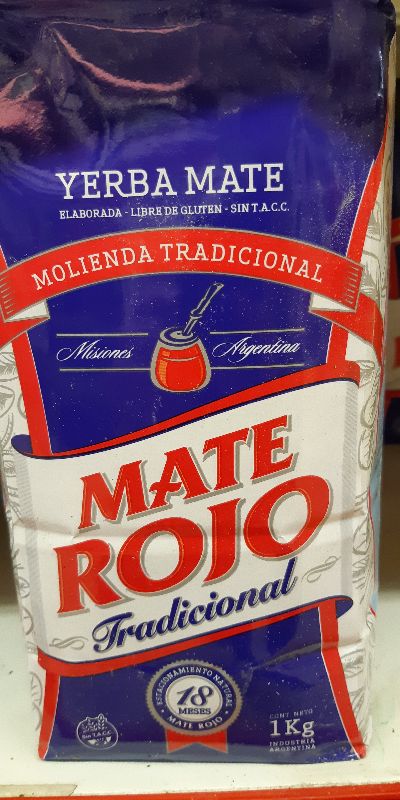 YERBA MATE
ELABORADA - LIBRE DE GLUTEN - SIN T.A.C.C.
MOLIENDA TRADICIONAL
Misiones Argentina
MATE
ROJO
Tradicional
ESTACIONAMIENTO NATURAL
18
MESES
MATE ROJO
SIN T.A.C.C.
CONT. NETO
1Kg
INDUSTRIA
ARGENTINA